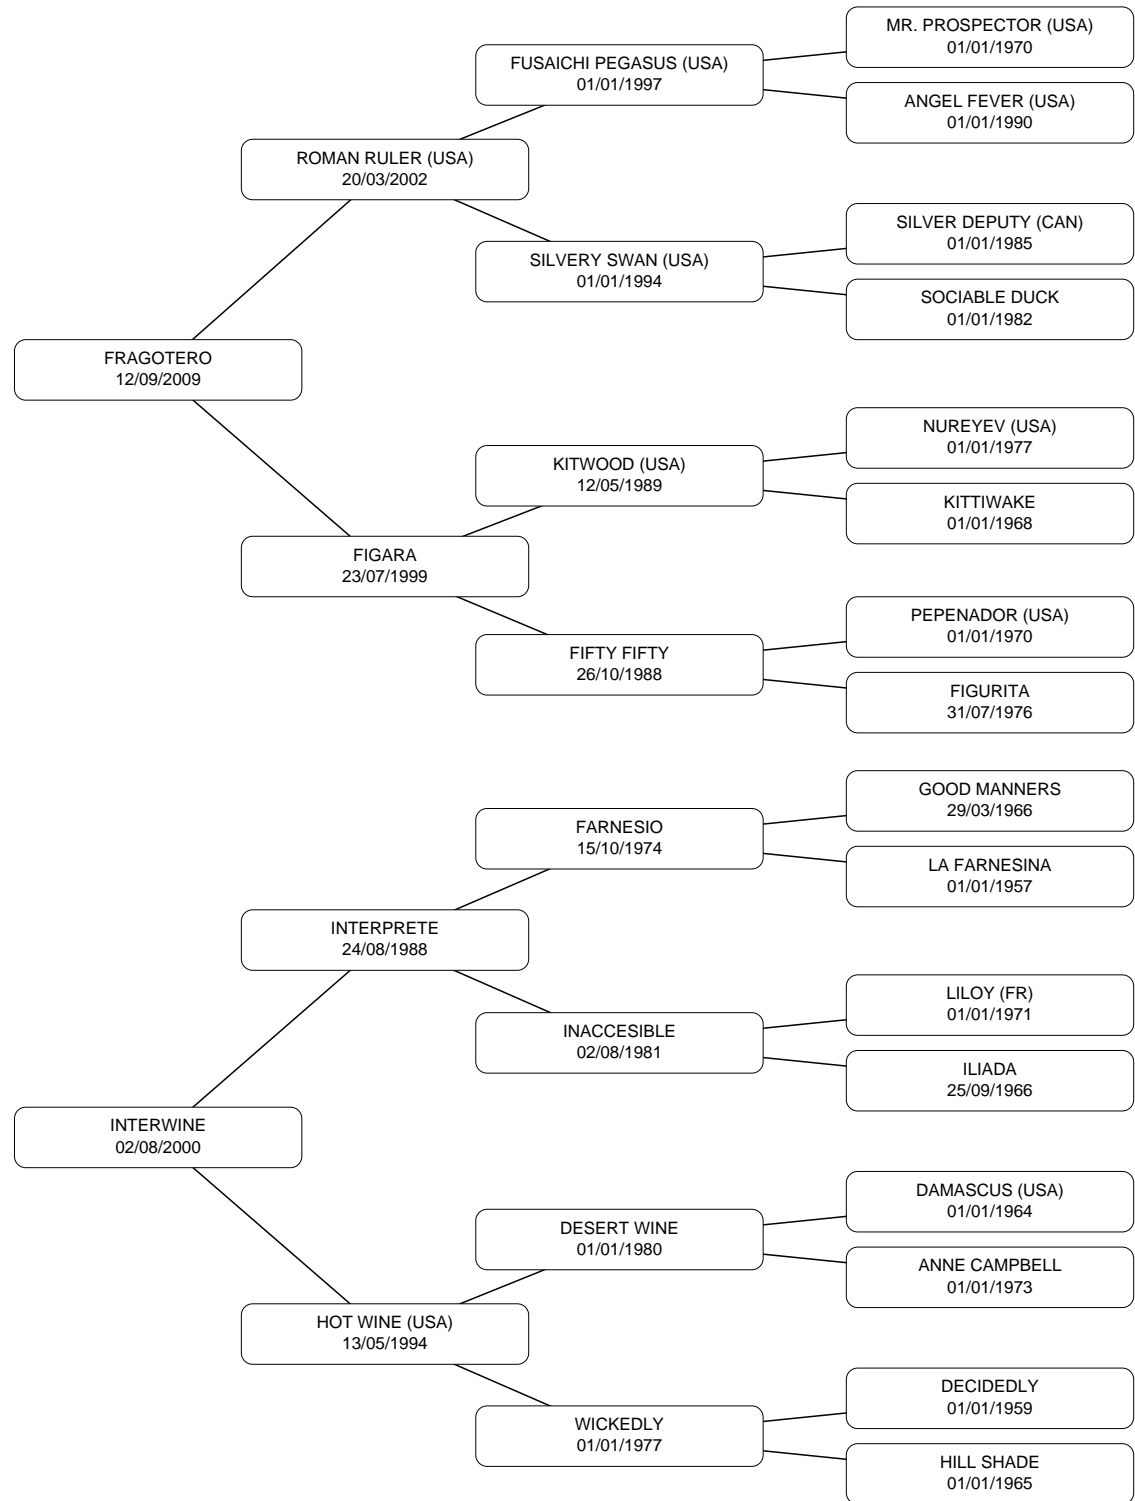 MR. PROSPECTOR (USA)
01/01/1970
FUSAICHI PEGASUS (USA)
01/01/1997
ANGEL FEVER (USA)
01/01/1990
ROMAN RULER (USA)
20/03/2002
SILVER DEPUTY (CAN)
01/01/1985
SILVERY SWAN (USA)
01/01/1994
SOCIABLE DUCK
01/01/1982
FRAGOTERO
12/09/2009
NUREYEV (USA)
01/01/1977
KITWOOD (USA)
12/05/1989
KITTIWAKE
01/01/1968
FIGARA
23/07/1999
PEPENADOR (USA)
01/01/1970
FIFTY FIFTY
26/10/1988
FIGURITA
31/07/1976
GOOD MANNERS
29/03/1966
FARNESIO
15/10/1974
LA FARNESINA
01/01/1957
INTERPRETE
24/08/1988
LILOY (FR)
01/01/1971
INACCESIBLE
02/08/1981
ILIADA
25/09/1966
INTERWINE
02/08/2000
DAMASCUS (USA)
01/01/1964
DESERT WINE
01/01/1980
ANNE CAMPBELL
01/01/1973
HOT WINE (USA)
13/05/1994
DECIDEDLY
01/01/1959
WICKEDLY
01/01/1977
HILL SHADE
01/01/1965